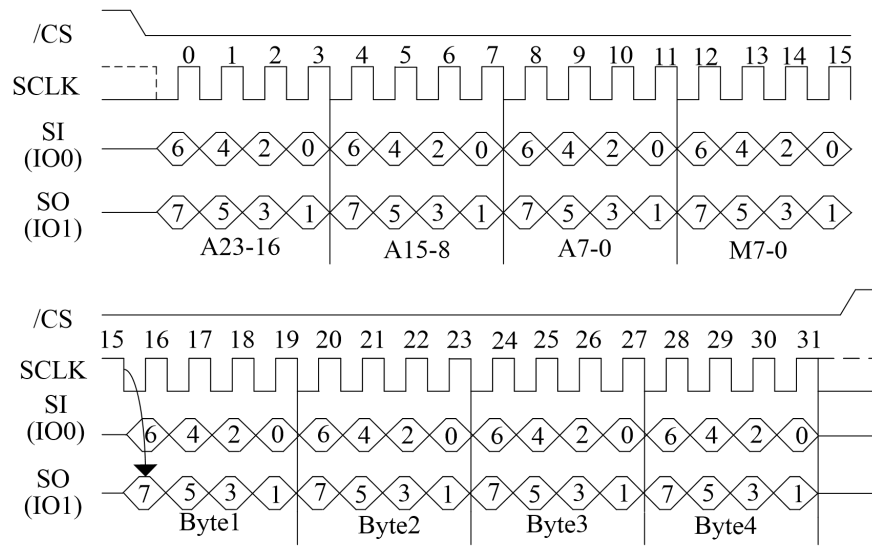 /CS
0 1 2 3 4 5 6 7 8 9 10 11 12 13 14 15
SCLK
SI
(IO0)
6 4 2 0 6 4 2 0 6 4 2 0 6 4 2 0
SO
(IO1)
7 5 3 1 7 5 3 1 7 5 3 1 7 5 3 1
A23-16 A15-8 A7-0 M7-0
/CS
15 16 17 18 19 20 21 22 23 24 25 26 27 28 29 30 31
SCLK
SI
(IO0)
6 4 2 0 6 4 2 0 6 4 2 0 6 4 2 0
SO
(IO1)
7 5 3 1 7 5 3 1 7 5 3 1 7 5 3 1
Byte1 Byte2 Byte3 Byte4